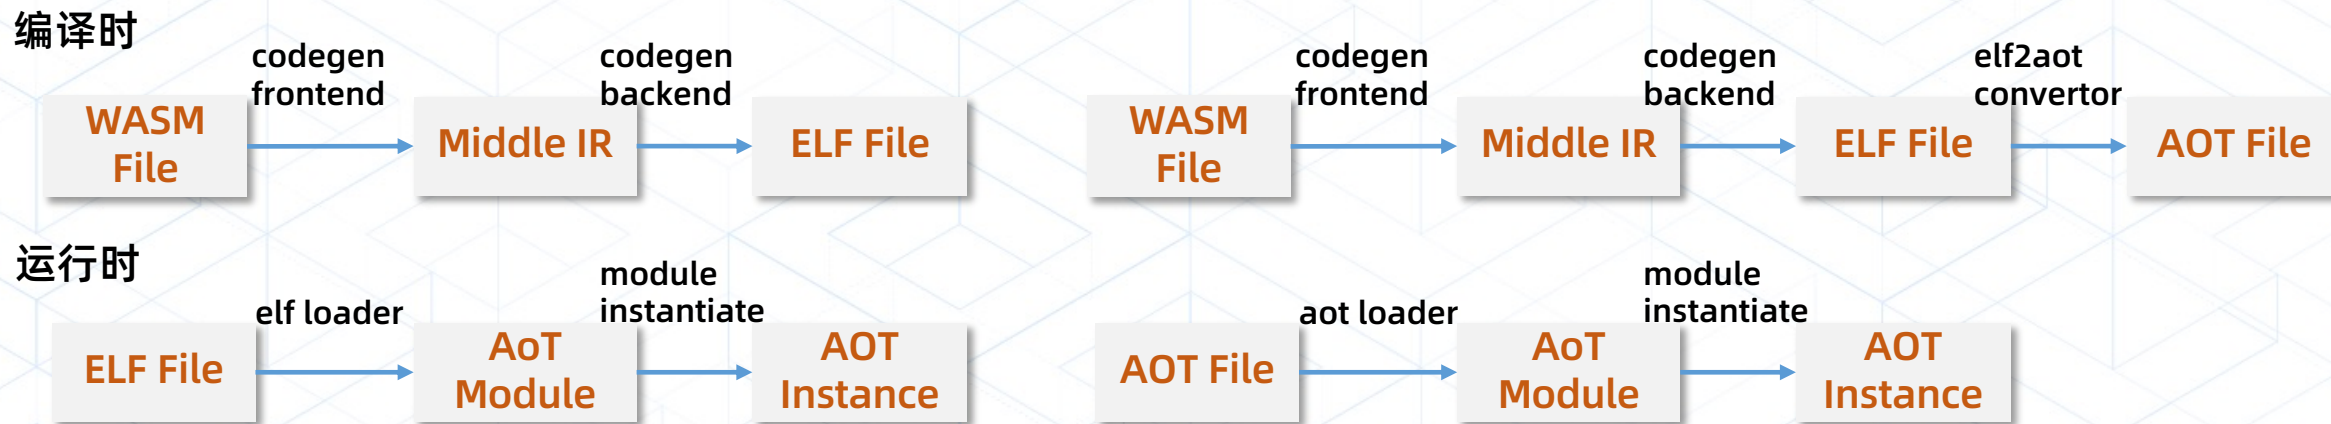 编译时
codegen
frontend
codegen
backend
WASM
File
Middle IR
ELF File
codegen
frontend
codegen
backend
elf2aot
convertor
WASM
File
Middle IR
ELF File
AOT File
运行时
elf loader
module
instantiate
ELF File
AoT
Module
AOT
Instance
aot loader
module
instantiate
AOT File
AoT
Module
AOT
Instance